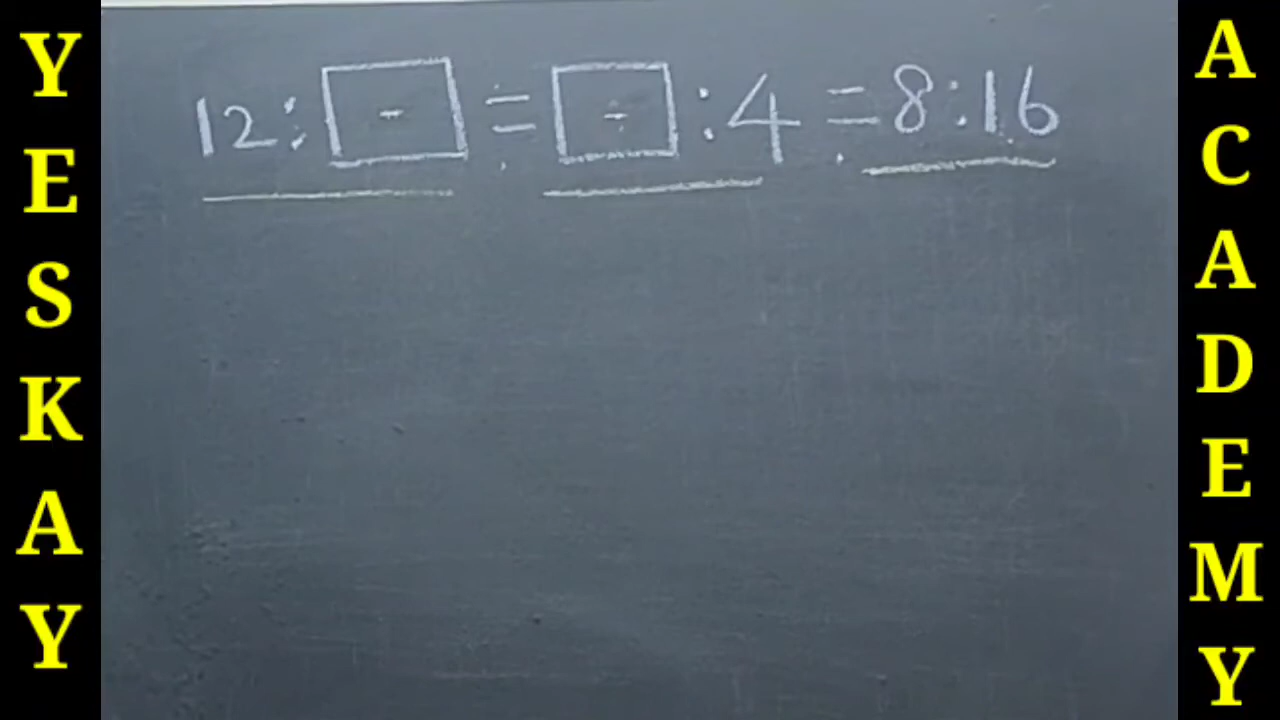 YESKAY
12 : [-] = [-] : 4 = 8 : 16
ACADEMY